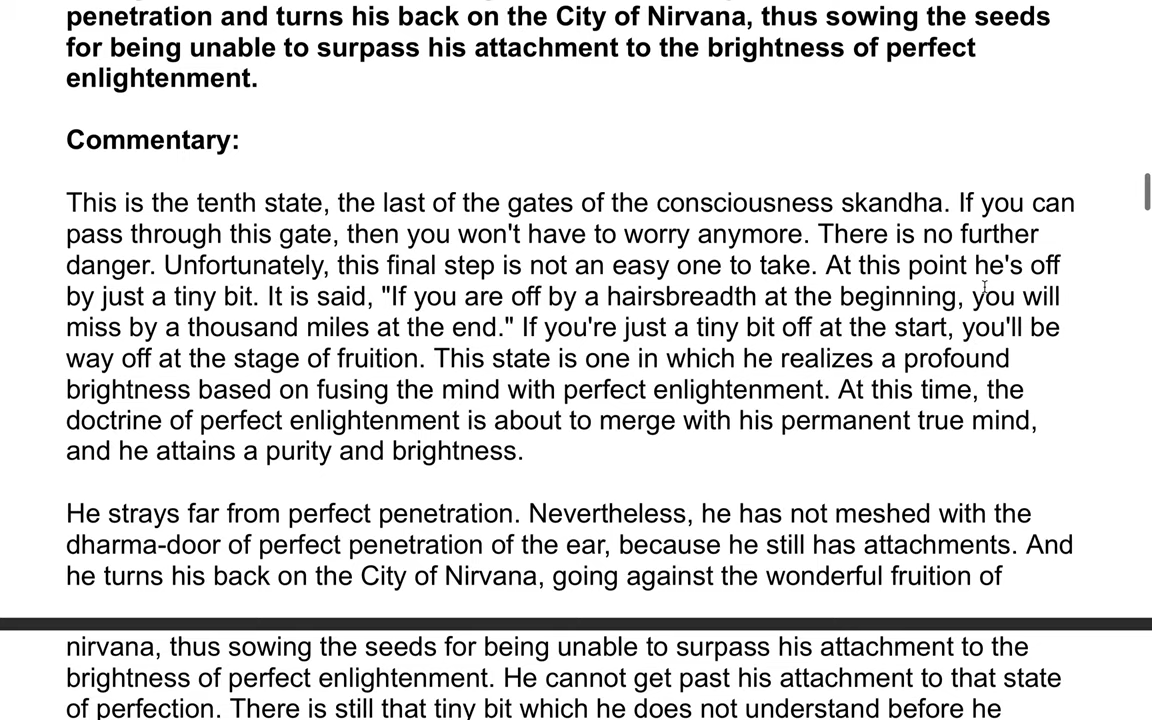 penetration and turns his back on the City of Nirvana, thus sowing the seeds
for being unable to surpass his attachment to the brightness of perfect
enlightenment.
Commentary:
This is the tenth state, the last of the gates of the consciousness skandha. If you can
pass through this gate, then you won't have to worry anymore. There is no further
danger. Unfortunately, this final step is not an easy one to take. At this point he's off
by just a tiny bit. It is said, "If you are off by a hairsbreadth at the beginning, you will
miss by a thousand miles at the end." If you're just a tiny bit off at the start, you'll be
way off at the stage of fruition. This state is one in which he realizes a profound
brightness based on fusing the mind with perfect enlightenment. At this time, the
doctrine of perfect enlightenment is about to merge with his permanent true mind,
and he attains a purity and brightness.
He strays far from perfect penetration. Nevertheless, he has not meshed with the
dharma-door of perfect penetration of the ear, because he still has attachments. And
he turns his back on the City of Nirvana, going against the wonderful fruition of
nirvana, thus sowing the seeds for being unable to surpass his attachment to the
brightness of perfect enlightenment. He cannot get past his attachment to that state
of perfection. There is still that tiny bit which he does not understand before he